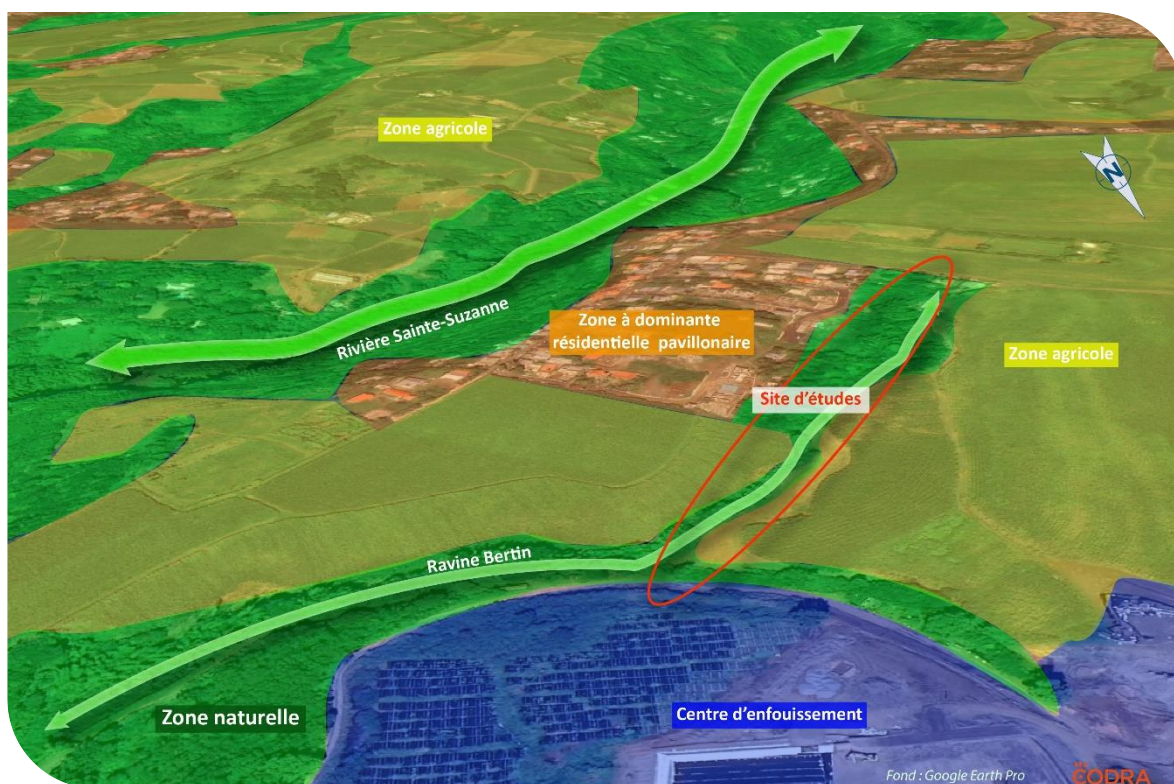 Zone agricole
N
Rivière Sainte-Suzanne
Zone à dominante
résidentielle pavillonaire
Zone agricole
Site d'études
Ravine Bertin
Zone naturelle
Centre d'enfouissement
Fond : Google Earth Pro
CODRA